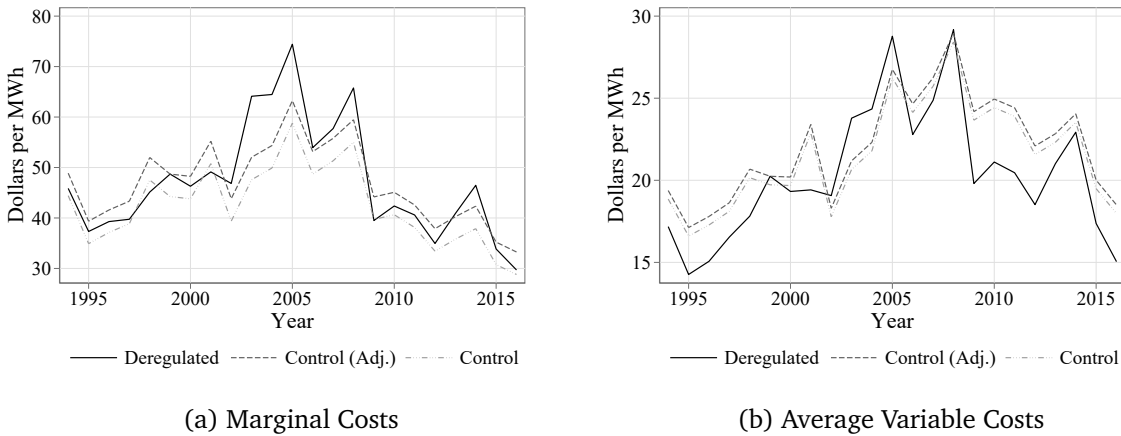 Dollars per MWh
80
70
60
50
40
30
1995 2000 2005 2010 2015
Year
Deregulated Control (Adj.) Control
(a) Marginal Costs
Dollars per MWh
30
25
20
15
1995 2000 2005 2010 2015
Year
Deregulated Control (Adj.) Control
(b) Average Variable Costs